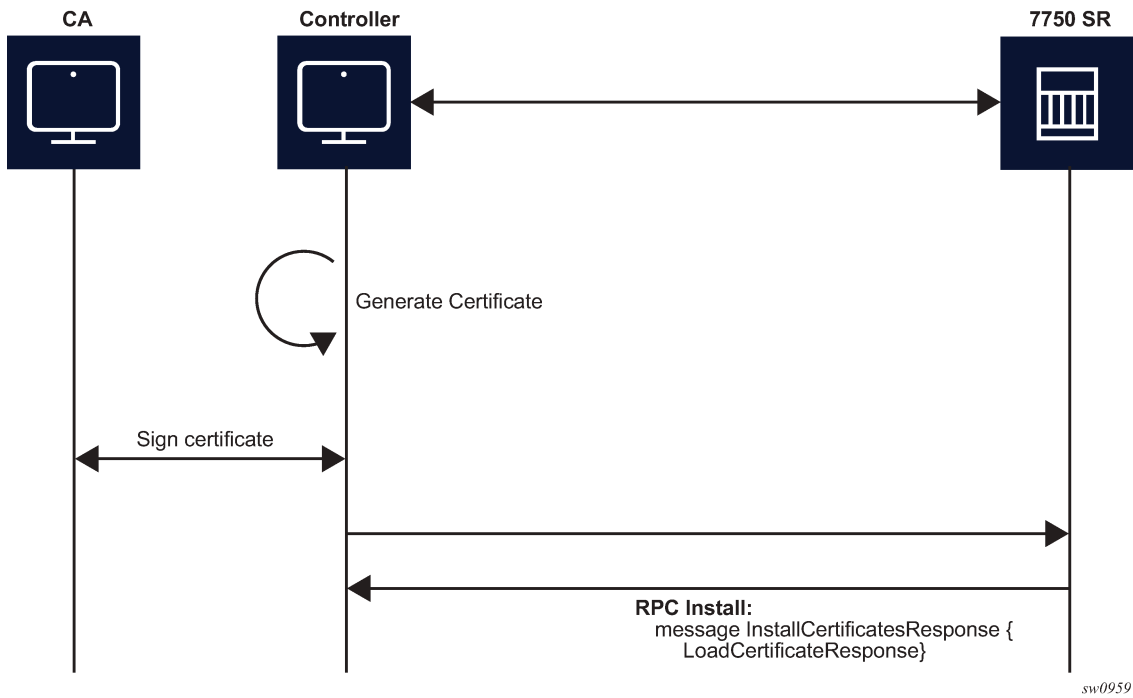 CA
Controller
7750 SR
Generate Certificate
Sign certificate
RPC Install:
message InstallCertificatesResponse {
LoadCertificateResponse}
sw0959